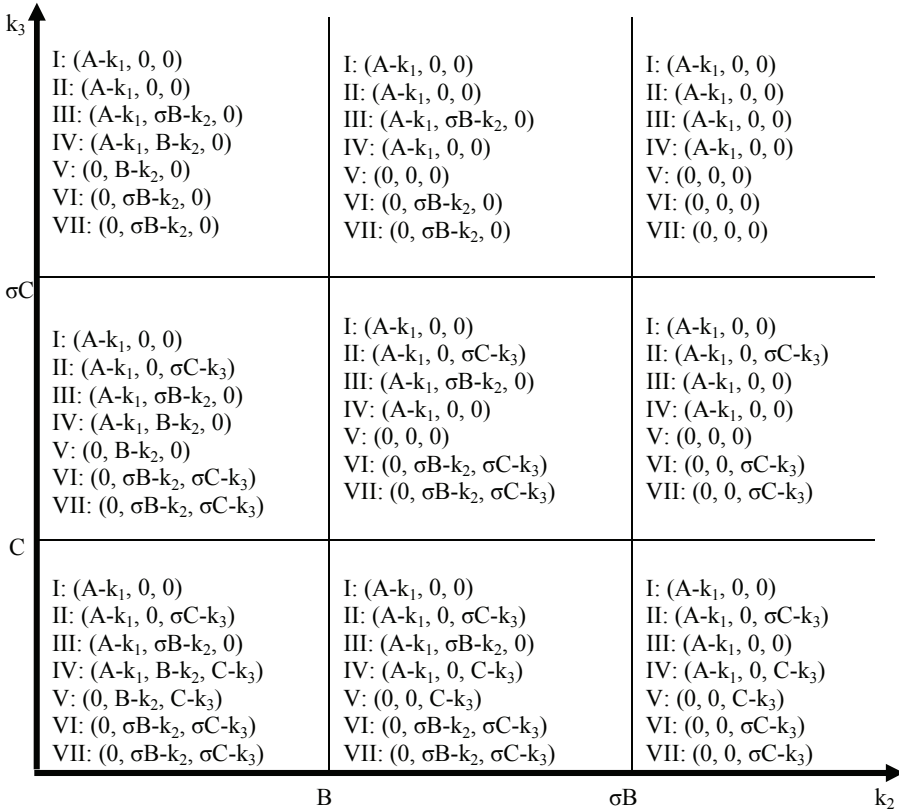 k₃
I: (A-k₁, 0, 0)
II: (A-k₁, 0, 0)
III: (A-k₁, σB-k₂, 0)
IV: (A-k₁, B-k₂, 0)
V: (0, B-k₂, 0)
VI: (0, σB-k₂, 0)
VII: (0, σB-k₂, 0)
I: (A-k₁, 0, 0)
II: (A-k₁, 0, 0)
III: (A-k₁, σB-k₂, 0)
IV: (A-k₁, 0, 0)
V: (0, 0, 0)
VI: (0, σB-k₂, 0)
VII: (0, σB-k₂, 0)
I: (A-k₁, 0, 0)
II: (A-k₁, 0, 0)
III: (A-k₁, 0, 0)
IV: (A-k₁, 0, 0)
V: (0, 0, 0)
VI: (0, 0, 0)
VII: (0, 0, 0)
σC
I: (A-k₁, 0, 0)
II: (A-k₁, 0, σC-k₃)
III: (A-k₁, σB-k₂, 0)
IV: (A-k₁, B-k₂, 0)
V: (0, B-k₂, 0)
VI: (0, σB-k₂, σC-k₃)
VII: (0, σB-k₂, σC-k₃)
I: (A-k₁, 0, 0)
II: (A-k₁, 0, σC-k₃)
III: (A-k₁, σB-k₂, 0)
IV: (A-k₁, 0, 0)
V: (0, 0, 0)
VI: (0, σB-k₂, σC-k₃)
VII: (0, σB-k₂, σC-k₃)
I: (A-k₁, 0, 0)
II: (A-k₁, 0, σC-k₃)
III: (A-k₁, 0, 0)
IV: (A-k₁, 0, 0)
V: (0, 0, 0)
VI: (0, 0, σC-k₃)
VII: (0, 0, σC-k₃)
C
I: (A-k₁, 0, 0)
II: (A-k₁, 0, σC-k₃)
III: (A-k₁, σB-k₂, 0)
IV: (A-k₁, B-k₂, C-k₃)
V: (0, B-k₂, C-k₃)
VI: (0, σB-k₂, σC-k₃)
VII: (0, σB-k₂, σC-k₃)
I: (A-k₁, 0, 0)
II: (A-k₁, 0, σC-k₃)
III: (A-k₁, σB-k₂, 0)
IV: (A-k₁, 0, C-k₃)
V: (0, 0, C-k₃)
VI: (0, σB-k₂, σC-k₃)
VII: (0, σB-k₂, σC-k₃)
I: (A-k₁, 0, 0)
II: (A-k₁, 0, σC-k₃)
III: (A-k₁, 0, 0)
IV: (A-k₁, 0, C-k₃)
V: (0, 0, C-k₃)
VI: (0, 0, σC-k₃)
VII: (0, 0, σC-k₃)
B
σB
k₂